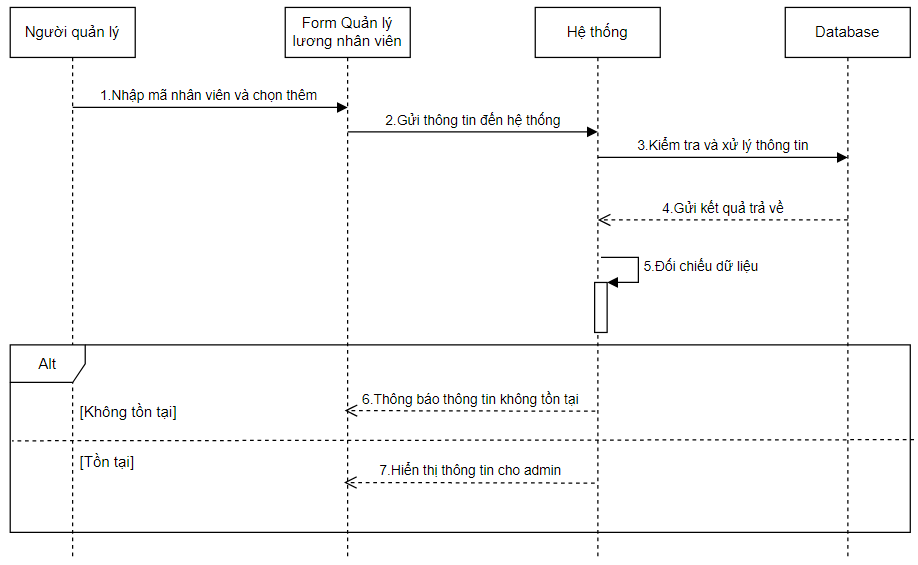 Người quản lý
Form Quản lý
lương nhân viên
Hệ thống
Database
1.Nhập mã nhân viên và chọn thêm
2.Gửi thông tin đến hệ thống
3.Kiểm tra và xử lý thông tin
4.Gửi kết quả trả về
5.Đối chiếu dữ liệu
Alt
6.Thông báo thông tin không tồn tại
[Không tồn tại]
[Tồn tại]
7.Hiển thị thông tin cho admin